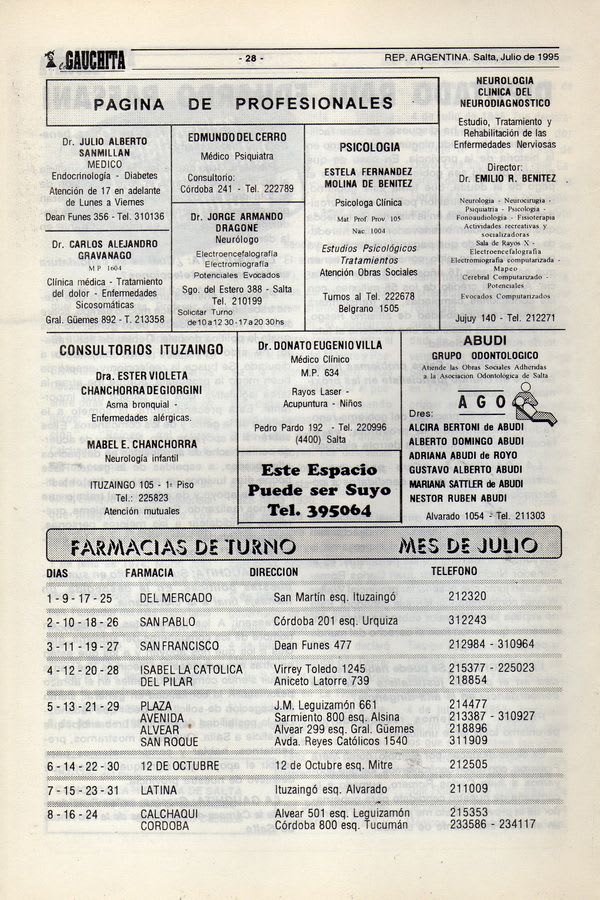 GAUCHITA
- 28 -
REP. ARGENTINA. Salta, Julio de 1995
PAGINA DE PROFESIONALES
Dr. JULIO ALBERTO
SANMILLAN
MEDICO
Endocrinología - Diabetes
Atención de 17 en adelante
de Lunes a Viernes
Dean Funes 356 - Tel. 310136
Dr. CARLOS ALEJANDRO
GRAVANAGO
M P 1604
Clínica médica - Tratamiento
del dolor - Enfermedades
Sicosomáticas
Gral. Güemes 892 - T. 213358
EDMUNDO DEL CERRO
Médico Psiquatra
Consultorio:
Córdoba 241 - Tel. 222789
Dr. JORGE ARMANDO
DRAGONE
Neurólogo
Electroencefalografía
Electromiografía
Potenciales Evocados
Sgo. del Estero 388 - Salta
Tel. 210199
Solicitar Turno:
de 10 a 12 30 - 17 a 20 30 hs
PSICOLOGIA
ESTELA FERNANDEZ
MOLINA DE BENITEZ
Psicologa Clínica
Mat Prof Prov 105
Nac. 1004
Estudios Psicológicos
Tratamientos
Atención Obras Sociales
Turnos al Tel. 222678
Belgrano 1505
NEUROLOGIA
CLINICA DEL
NEURODIAGNOSTICO
Estudio, Tratamiento y
Rehabilitación de las
Enfermedades Nerviosas
Director:
Dr. EMILIO R. BENITEZ
Neurologia - Neurocirugia -
Psiquiatria - Psicologia -
Fonoaudiologia - Fisioterapia
Actividades recreativas y
socializadoras
Sala de Rayos X -
Electroencefalografía
Electromiografia computarizada -
Mapeo
Cerebral Computarizado -
Potenciales
Evocados Computarizados
Jujuy 140 - Tel. 212271
CONSULTORIOS ITUZAINGO
Dra. ESTER VIOLETA
CHANCHORRA DE GIORGINI
Asma bronquial -
Enfermedades alérgicas.
MABEL E. CHANCHORRA
Neurología infantil
ITUZAINGO 105 - 1º Piso
Tel.: 225823
Atención mutuales
Dr. DONATO EUGENIO VILLA
Médico Clínico
M.P. 634
Rayos Laser -
Acupuntura - Niños
Pedro Pardo 192 - Tel. 220996
(4400) Salta
Este Espacio
Puede ser Suyo
Tel. 395064
ABUDI
GRUPO ODONTOLOGICO
Atiende las Obras Sociales Adheridas
a la Asociacion Odontológica de Salta
A G O
Dres:
ALCIRA BERTONI de ABUDI
ALBERTO DOMINGO ABUDI
ADRIANA ABUDI de ROYO
GUSTAVO ALBERTO ABUDI
MARIANA SATTLER de ABUDI
NESTOR RUBEN ABUDI
Alvarado 1054 - Tel. 211303
FARMACIAS DE TURNO MES DE JULIO
DIAS FARMACIA DIRECCION TELEFONO
1 - 9 - 17 - 25 DEL MERCADO San Martín esq. Ituzaingó 212320
2 - 10 - 18 - 26 SAN PABLO Córdoba 201 esq. Urquiza 312243
3 - 11 - 19 - 27 SAN FRANCISCO Dean Funes 477 212984 - 310964
4 - 12 - 20 - 28 ISABEL LA CATOLICA Virrey Toledo 1245 215377 - 225023
DEL PILAR Aniceto Latorre 739 218854
5 - 13 - 21 - 29 PLAZA J.M. Leguizamón 661 214477
AVENIDA Sarmiento 800 esq. Alsina 213387 - 310927
ALVEAR Alvear 299 esq. Gral. Güemes 218896
SAN ROQUE Avda. Reyes Católicos 1540 311909
6 - 14 - 22 - 30 12 DE OCTUBRE 12 de Octubre esq. Mitre 212505
7 - 15 - 23 - 31 LATINA Ituzaingó esq. Alvarado 211009
8 - 16 - 24 CALCHAQUI Alvear 501 esq. Leguizamón 215353
CORDOBA Córdoba 800 esq. Tucumán 233586 - 234117